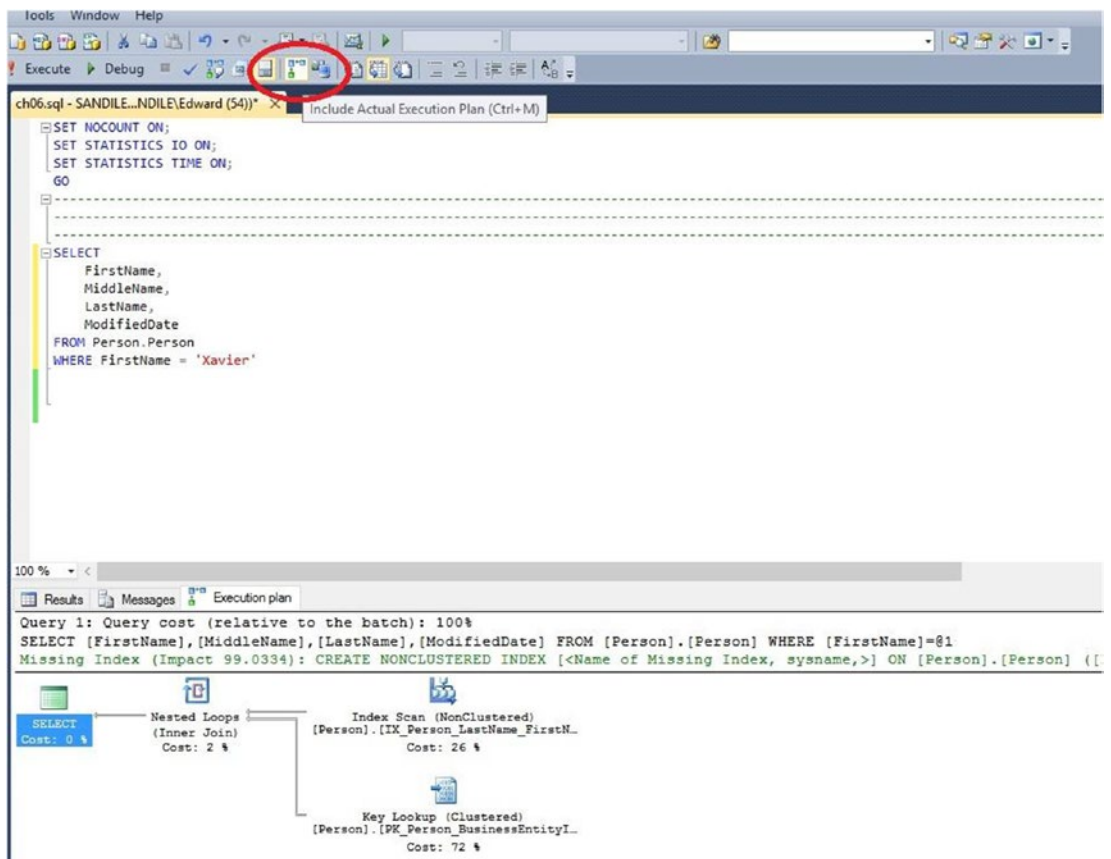 Tools Window Help
Execute Debug
ch06.sql - SANDILE...NDILE\Edward (54))* ×
Include Actual Execution Plan (Ctrl+M)
SET NOCOUNT ON;
SET STATISTICS IO ON;
SET STATISTICS TIME ON;
GO
SELECT
FirstName,
MiddleName,
LastName,
ModifiedDate
FROM Person.Person
WHERE FirstName = 'Xavier'
100 %
Results Messages Execution plan
Query 1: Query cost (relative to the batch): 100%
SELECT [FirstName],[MiddleName],[LastName],[ModifiedDate] FROM [Person].[Person] WHERE [FirstName]=@1
Missing Index (Impact 99.0334): CREATE NONCLUSTERED INDEX [<Name of Missing Index, sysname,>] ON [Person].[Person] ([
SELECT
Cost: 0 %
Nested Loops
(Inner Join)
Cost: 2 %
Index Scan (NonClustered)
[Person].[IX_Person_LastName_FirstN…
Cost: 26 %
Key Lookup (Clustered)
[Person].[PK_Person_BusinessEntityI…
Cost: 72 %